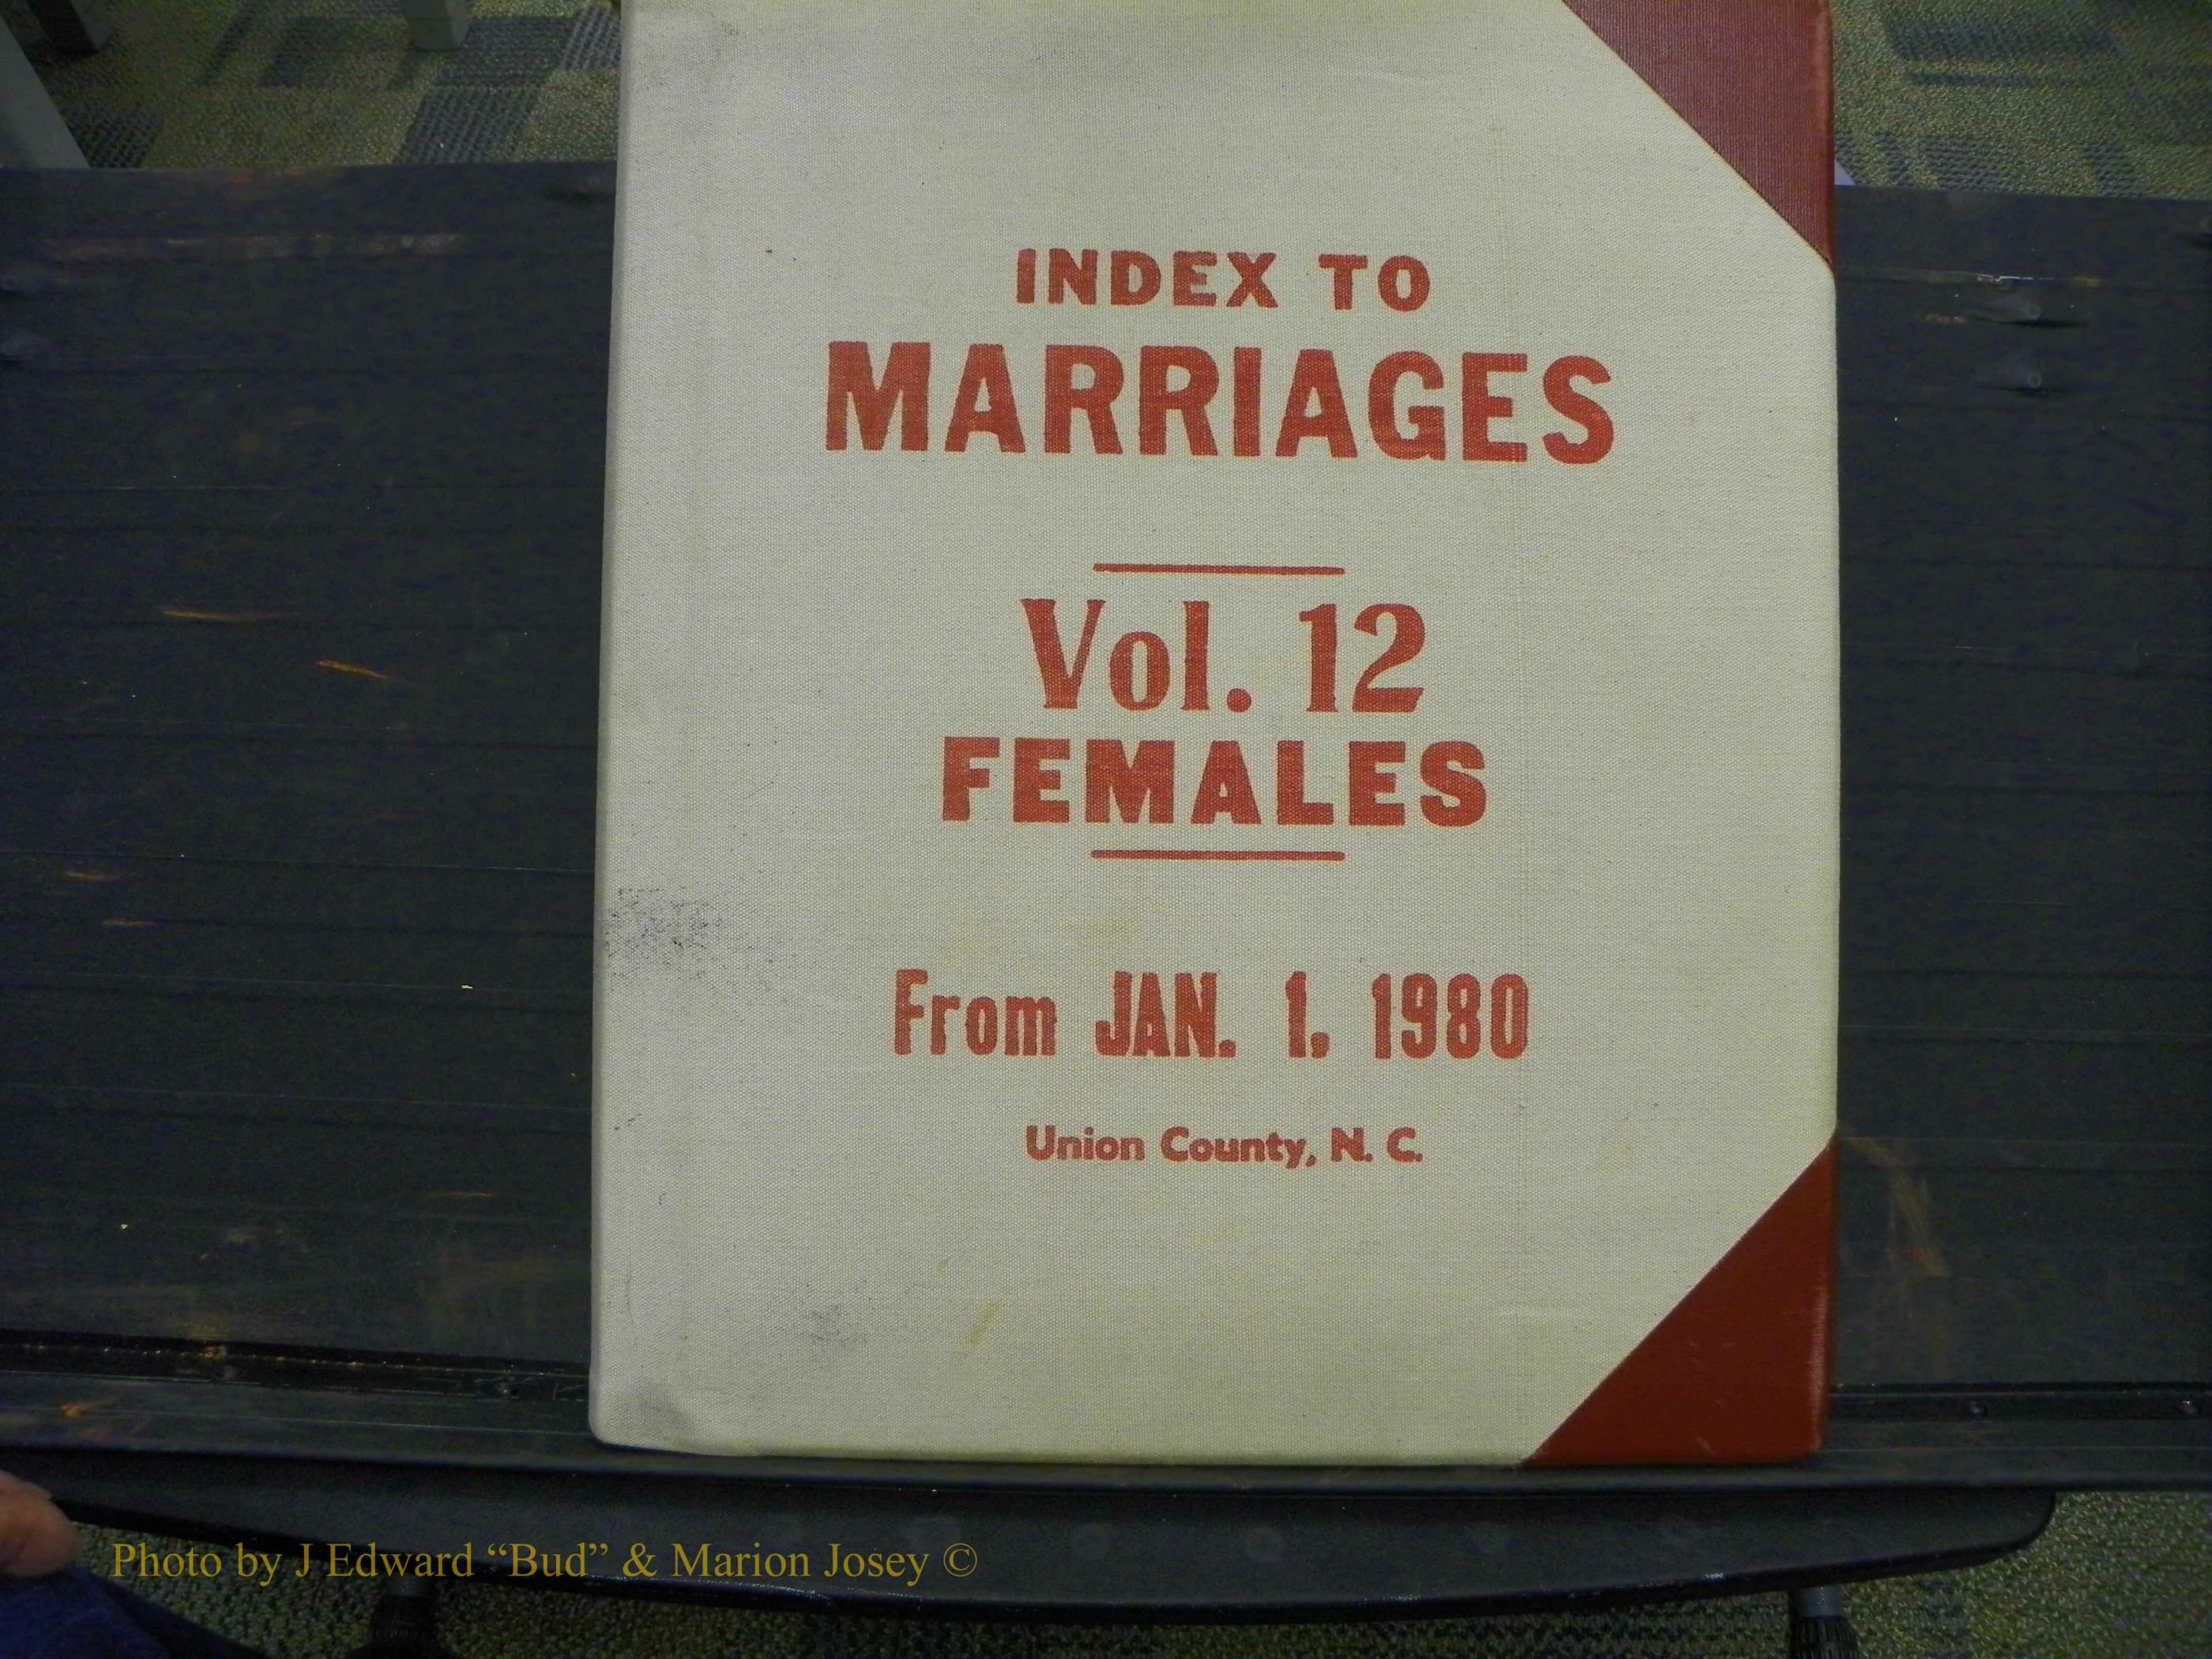 INDEX TO
MARRIAGES
Vol. 12
FEMALES
From JAN. 1, 1980
Union County, N. C.
Photo by J Edward “Bud” & Marion Josey ©